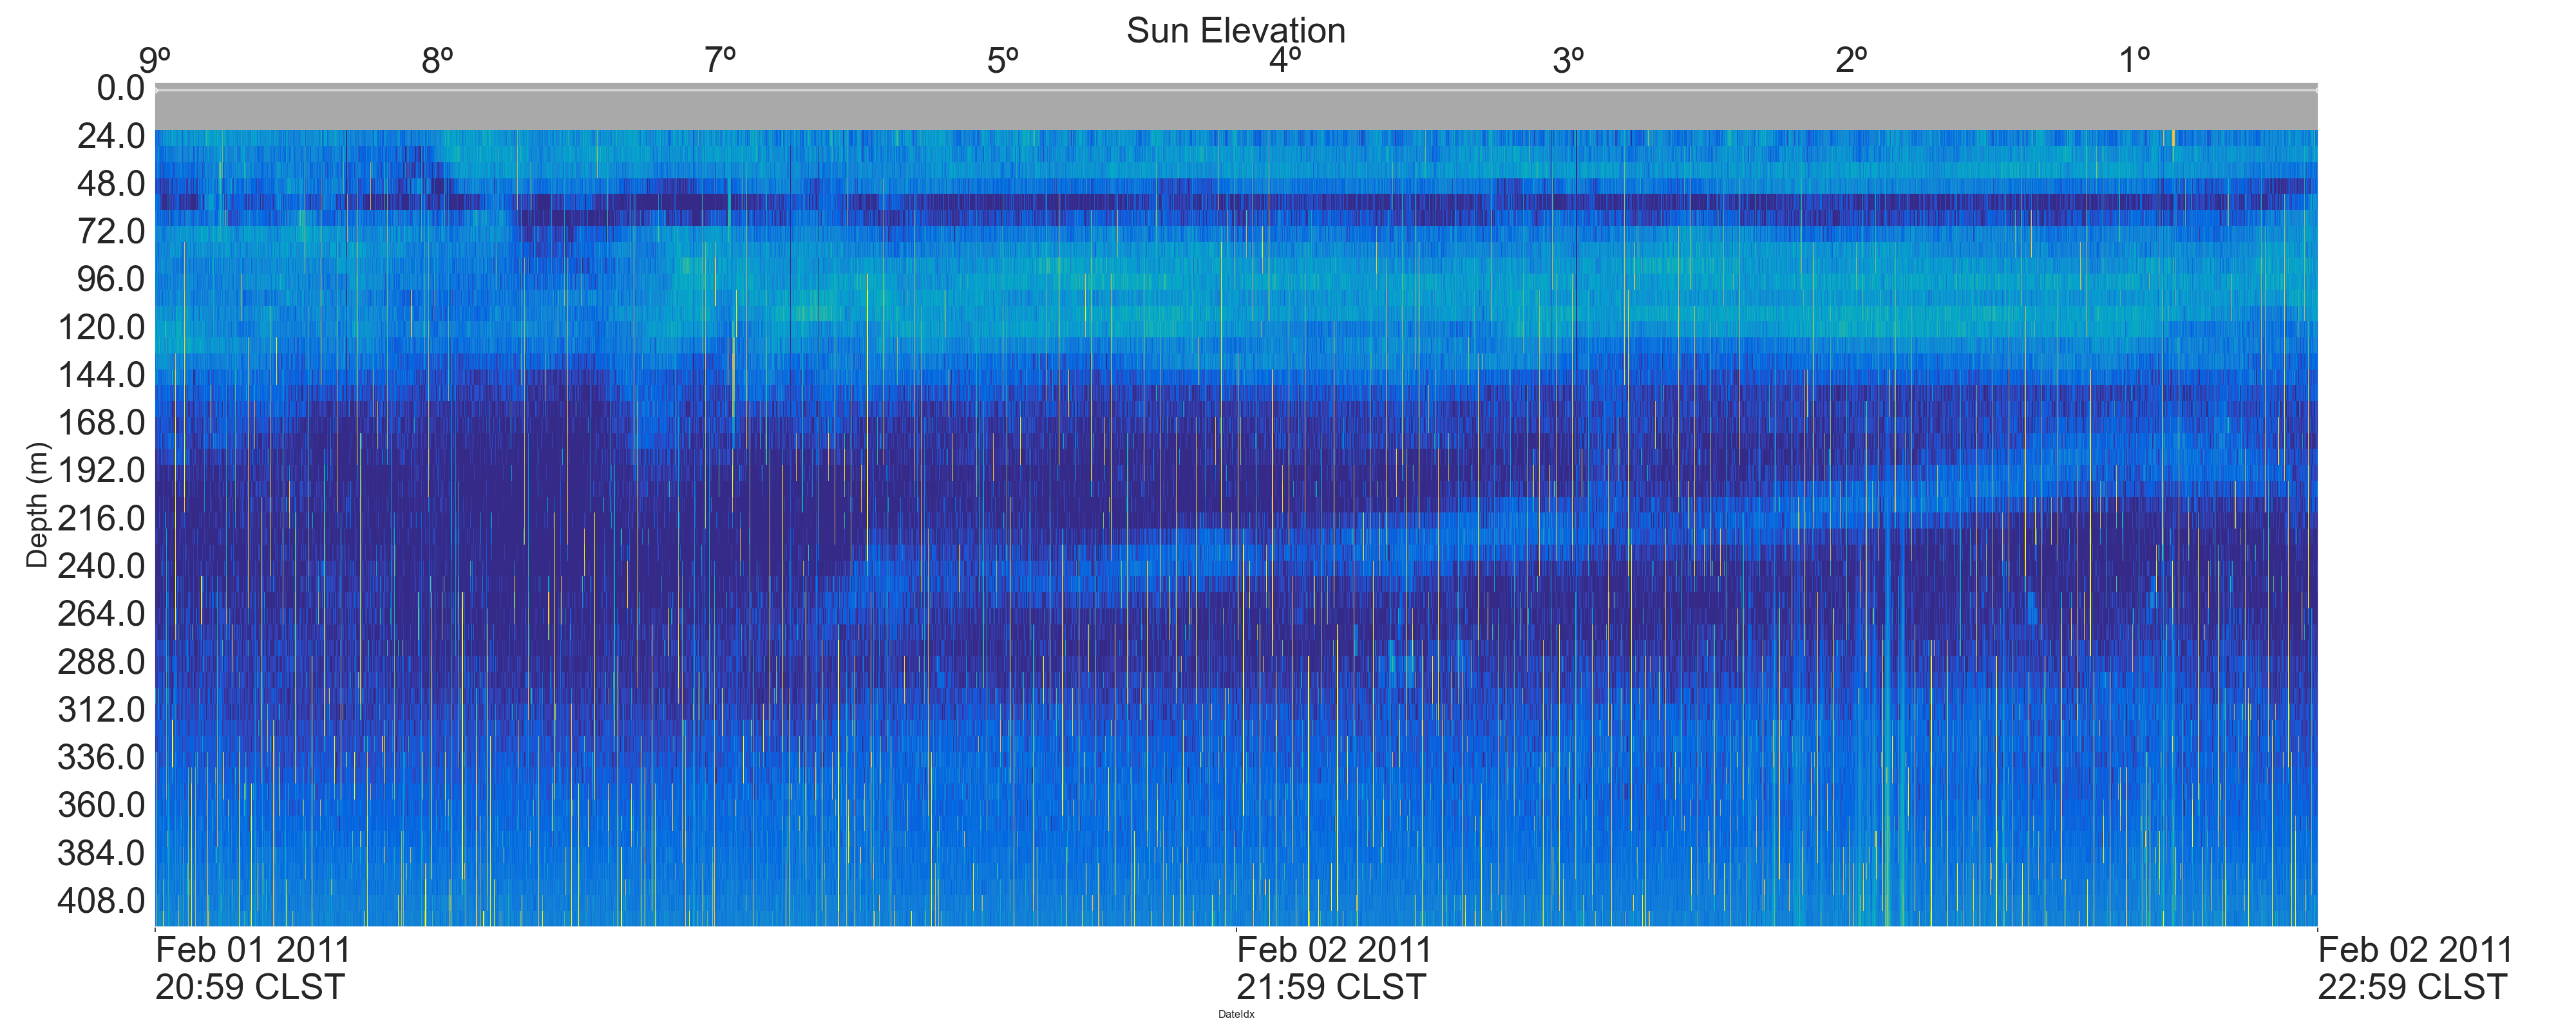 Sun Elevation
9º 8º 7º 5º 4º 3º 2º 1º
0.0
24.0
48.0
72.0
96.0
120.0
144.0
168.0
192.0
216.0
240.0
264.0
288.0
312.0
336.0
360.0
384.0
408.0
Depth (m)
Feb 01 2011
20:59 CLST
Feb 02 2011
21:59 CLST
Feb 02 2011
22:59 CLST
DateIdx